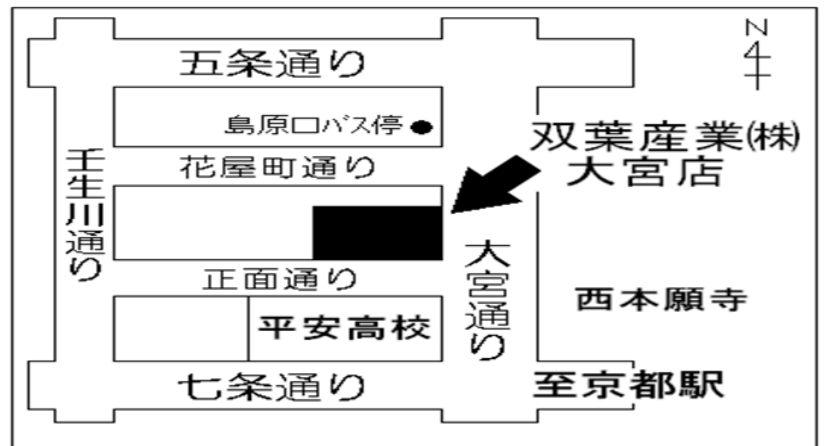 N
五条通り
島原口バス停
双葉産業㈱
大宮店
花屋町通り
壬生川通り
大宮通り
正面通り
西本願寺
平安高校
七条通り
至京都駅